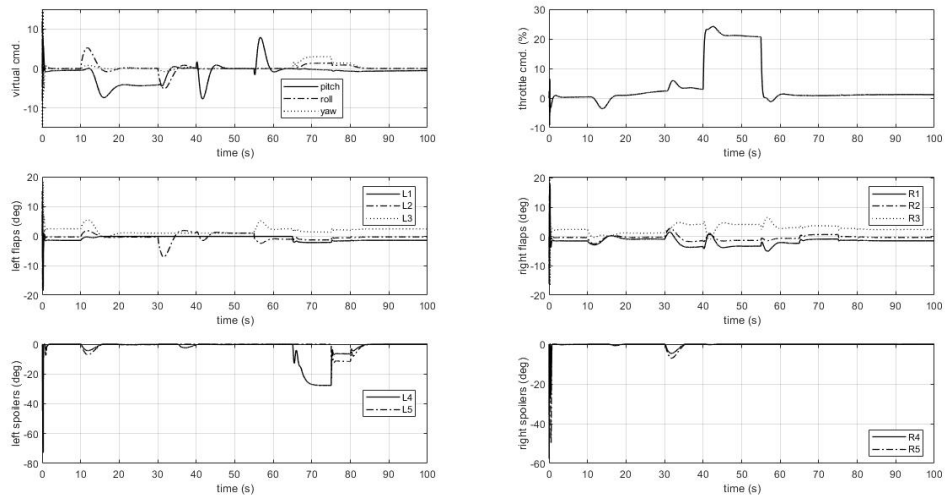 virtual cmd.
10
0
-10
pitch
roll
yaw
0 10 20 30 40 50 60 70 80 90 100
time (s)
throttle cmd. (%)
30
20
10
0
-10
0 10 20 30 40 50 60 70 80 90 100
time (s)
left flaps (deg)
20
10
0
-10
-20
L1
L2
L3
0 10 20 30 40 50 60 70 80 90 100
time (s)
right flaps (deg)
20
10
0
-10
-20
R1
R2
R3
0 10 20 30 40 50 60 70 80 90 100
time (s)
left spoilers (deg)
0
-20
-40
-60
-80
L4
L5
0 10 20 30 40 50 60 70 80 90 100
time (s)
right spoilers (deg)
0
-20
-40
-60
R4
R5
0 10 20 30 40 50 60 70 80 90 100
time (s)